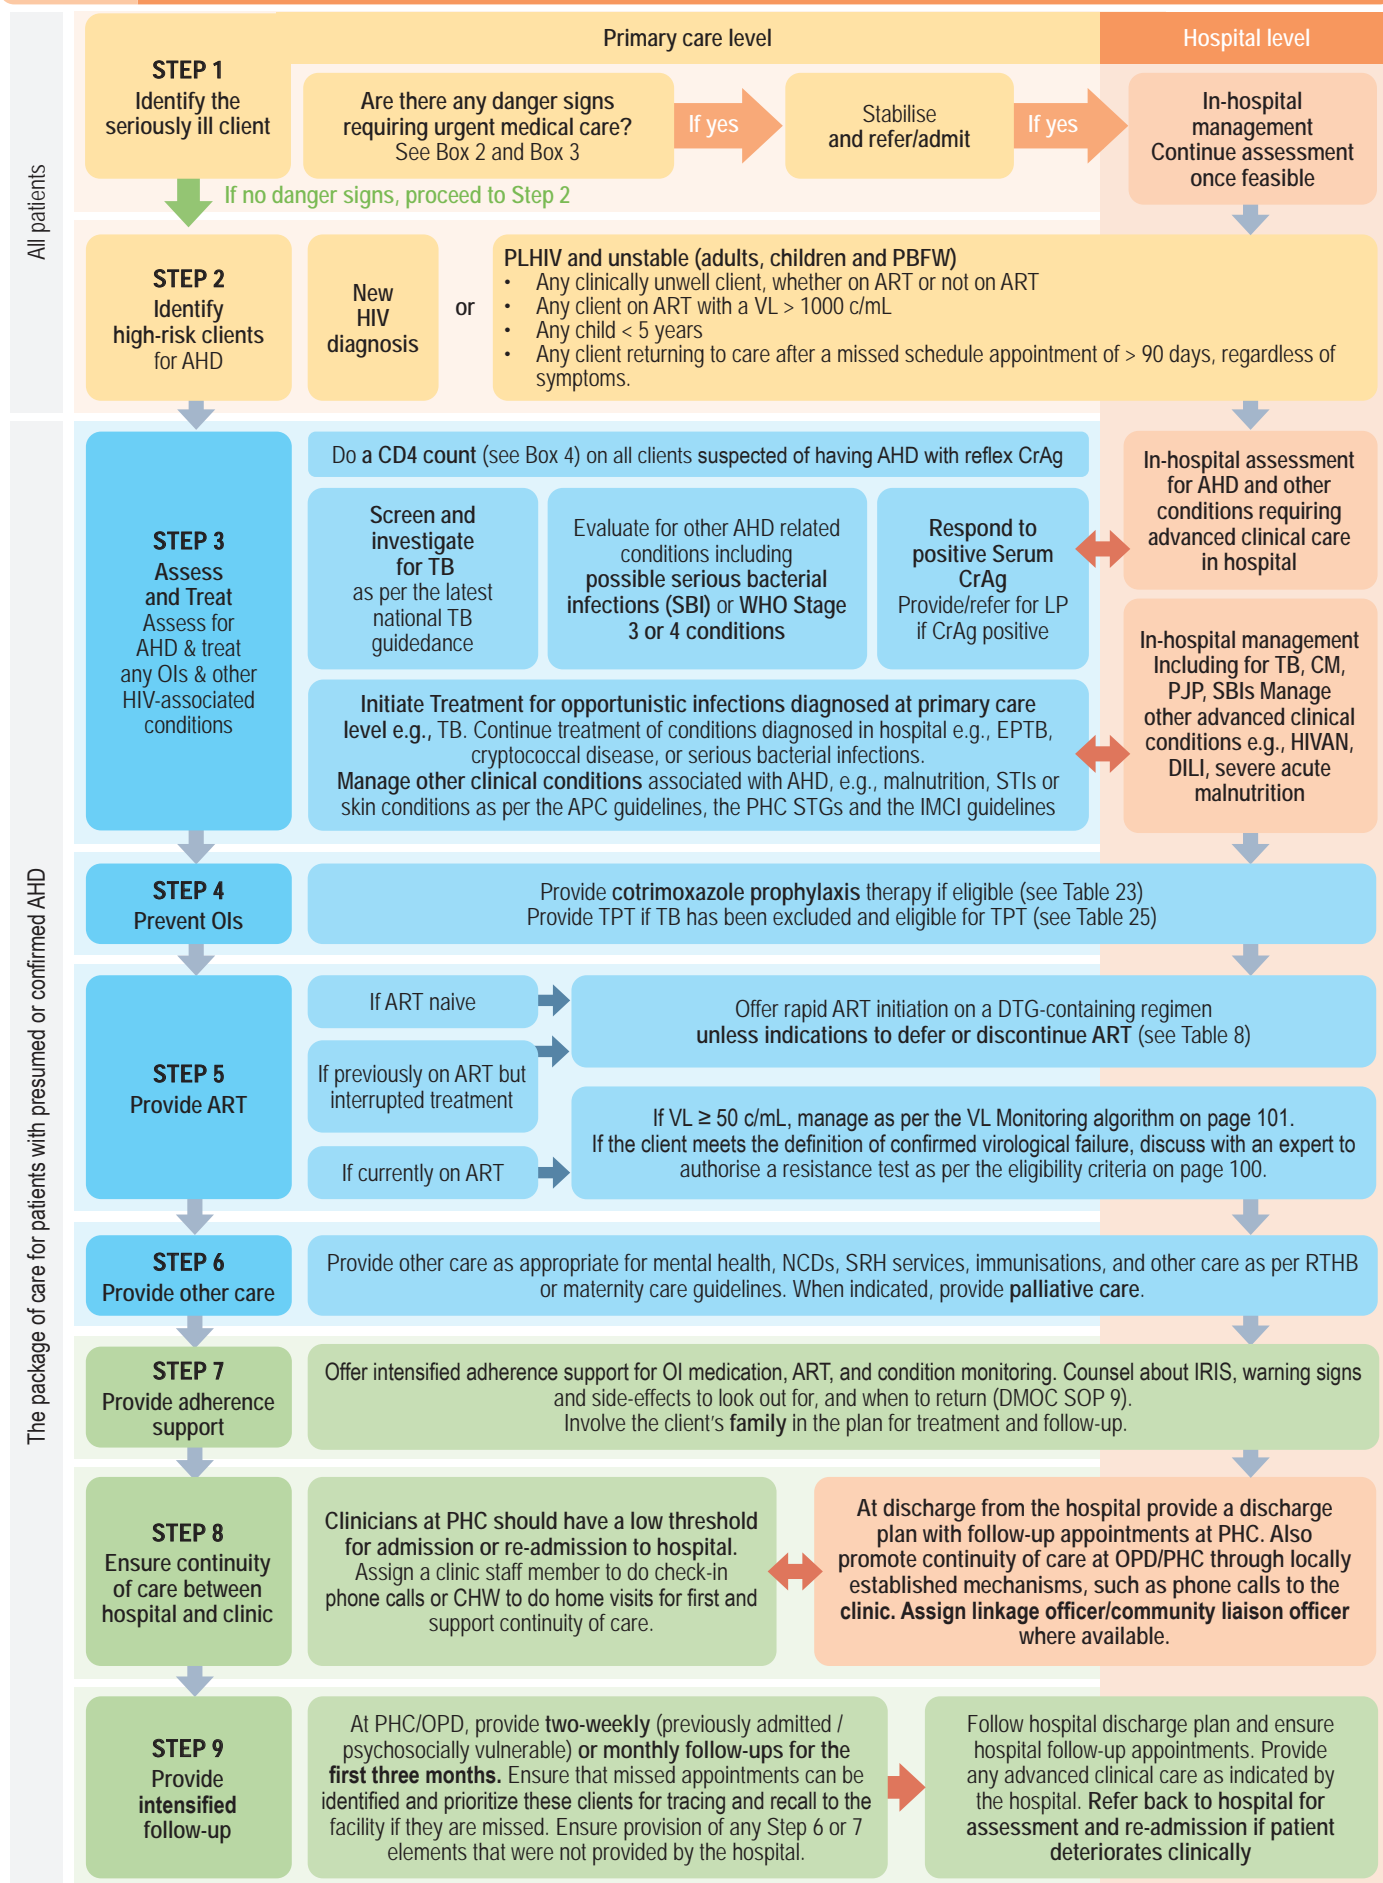 Primary care level
Hospital level
All patients
STEP 1
Identify the
seriously ill client
Are there any danger signs
requiring urgent medical care?
See Box 2 and Box 3
If yes
Stabilise
and refer/admit
If yes
In-hospital
management
Continue assessment
once feasible
If no danger signs, proceed to Step 2
STEP 2
Identify
high-risk clients
for AHD
New
HIV
diagnosis
or
PLHIV and unstable (adults, children and PBFW)
• Any clinically unwell client, whether on ART or not on ART
• Any client on ART with a VL > 1000 c/mL
• Any child < 5 years
• Any client returning to care after a missed schedule appointment of > 90 days, regardless of
symptoms.
The package of care for patients with presumed or confirmed AHD
STEP 3
Assess
and Treat
Assess for
AHD & treat
any OIs & other
HIV-associated
conditions
Do a CD4 count (see Box 4) on all clients suspected of having AHD with reflex CrAg
Screen and
investigate
for TB
as per the latest
national TB
guidedance
Evaluate for other AHD related
conditions including
possible serious bacterial
infections (SBI) or WHO Stage
3 or 4 conditions
Respond to
positive Serum
CrAg
Provide/refer for LP
if CrAg positive
In-hospital assessment
for AHD and other
conditions requiring
advanced clinical care
in hospital
Initiate Treatment for opportunistic infections diagnosed at primary care
level e.g., TB. Continue treatment of conditions diagnosed in hospital e.g., EPTB,
cryptococcal disease, or serious bacterial infections.
Manage other clinical conditions associated with AHD, e.g., malnutrition, STIs or
skin conditions as per the APC guidelines, the PHC STGs and the IMCI guidelines
In-hospital management
Including for TB, CM,
PJP, SBIs Manage
other advanced clinical
conditions e.g., HIVAN,
DILI, severe acute
malnutrition
STEP 4
Prevent OIs
Provide cotrimoxazole prophylaxis therapy if eligible (see Table 23)
Provide TPT if TB has been excluded and eligible for TPT (see Table 25)
STEP 5
Provide ART
If ART naive
If previously on ART but
interrupted treatment
If currently on ART
Offer rapid ART initiation on a DTG-containing regimen
unless indications to defer or discontinue ART (see Table 8)
If VL ≥ 50 c/mL, manage as per the VL Monitoring algorithm on page 101.
If the client meets the definition of confirmed virological failure, discuss with an expert to
authorise a resistance test as per the eligibility criteria on page 100.
STEP 6
Provide other care
Provide other care as appropriate for mental health, NCDs, SRH services, immunisations, and other care as per RTHB
or maternity care guidelines. When indicated, provide palliative care.
STEP 7
Provide adherence
support
Offer intensified adherence support for OI medication, ART, and condition monitoring. Counsel about IRIS, warning signs
and side-effects to look out for, and when to return (DMOC SOP 9).
Involve the client's family in the plan for treatment and follow-up.
STEP 8
Ensure continuity
of care between
hospital and clinic
Clinicians at PHC should have a low threshold
for admission or re-admission to hospital.
Assign a clinic staff member to do check-in
phone calls or CHW to do home visits for first and
support continuity of care.
At discharge from the hospital provide a discharge
plan with follow-up appointments at PHC. Also
promote continuity of care at OPD/PHC through locally
established mechanisms, such as phone calls to the
clinic. Assign linkage officer/community liaison officer
where available.
STEP 9
Provide
intensified
follow-up
At PHC/OPD, provide two-weekly (previously admitted /
psychosocially vulnerable) or monthly follow-ups for the
first three months. Ensure that missed appointments can be
identified and prioritize these clients for tracing and recall to the
facility if they are missed. Ensure provision of any Step 6 or 7
elements that were not provided by the hospital.
Follow hospital discharge plan and ensure
hospital follow-up appointments. Provide
any advanced clinical care as indicated by
the hospital. Refer back to hospital for
assessment and re-admission if patient
deteriorates clinically